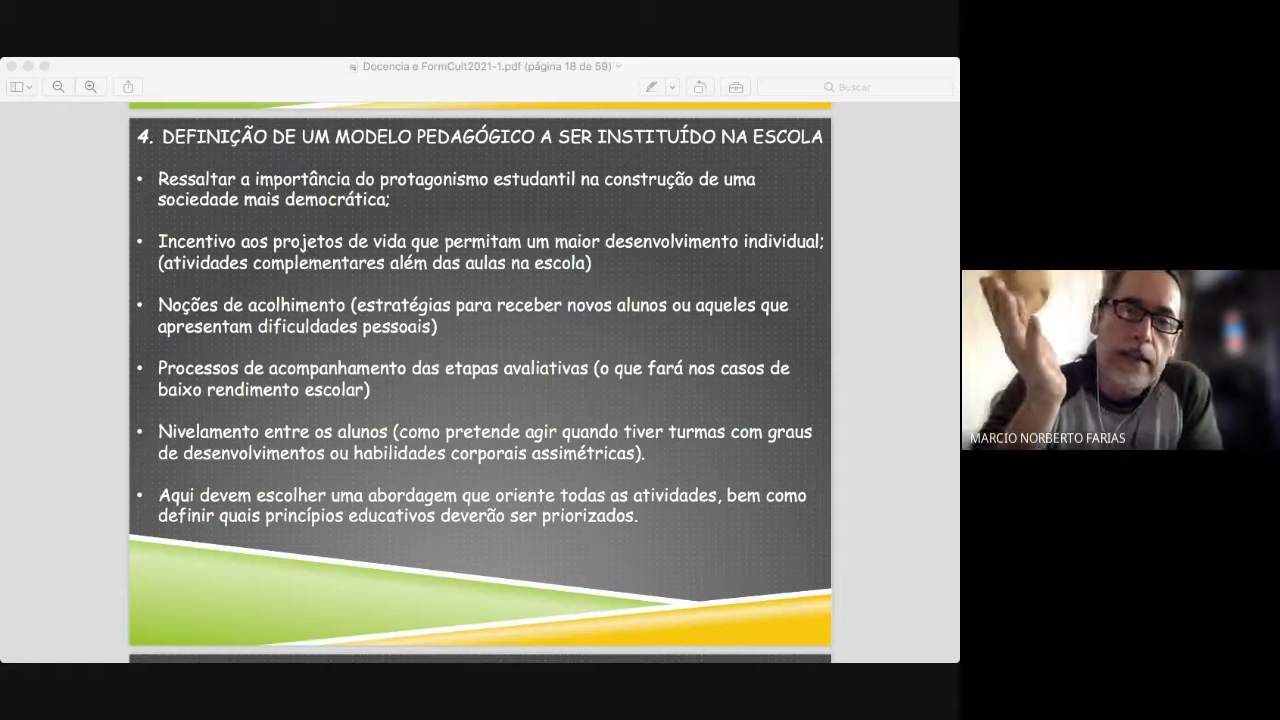 Docencia e FormCult2021-1.pdf (página 18 de 59)
Buscar
4. DEFINIÇÃO DE UM MODELO PEDAGÓGICO A SER INSTITUÍDO NA ESCOLA
• Ressaltar a importância do protagonismo estudantil na construção de uma
sociedade mais democrática;
• Incentivo aos projetos de vida que permitam um maior desenvolvimento individual;
(atividades complementares além das aulas na escola)
• Noções de acolhimento (estratégias para receber novos alunos ou aqueles que
apresentam dificuldades pessoais)
• Processos de acompanhamento das etapas avaliativas (o que fará nos casos de
baixo rendimento escolar)
• Nivelamento entre os alunos (como pretende agir quando tiver turmas com graus
de desenvolvimentos ou habilidades corporais assimétricas).
• Aqui devem escolher uma abordagem que oriente todas as atividades, bem como
definir quais princípios educativos deverão ser priorizados.
MARCIO NORBERTO FARIAS